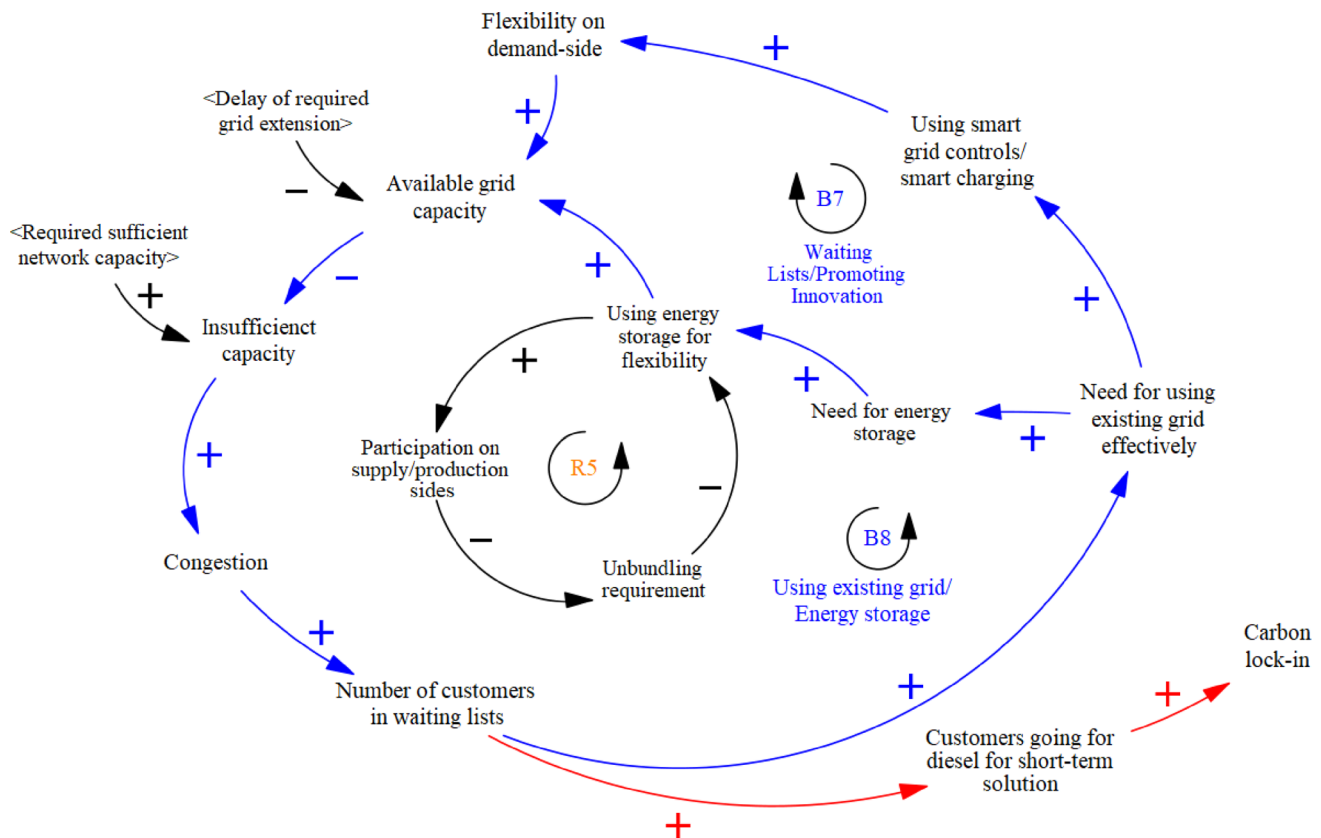 Flexibility on
demand-side
+
+
<Delay of required
grid extension>
−
Available grid
capacity
Using smart
grid controls/
smart charging
B7
Waiting
Lists/Promoting
Innovation
<Required sufficient
network capacity>
+
−
+
+
Insufficienct
capacity
Using energy
storage for
flexibility
+
+
Need for energy
storage
+
Need for using
existing grid
effectively
+
Participation on
supply/production
sides
R5
−
−
B8
Using existing grid/
Energy storage
Congestion
Unbundling
requirement
+
Number of customers
in waiting lists
+
Carbon
lock-in
+
Customers going for
diesel for short-term
solution
+